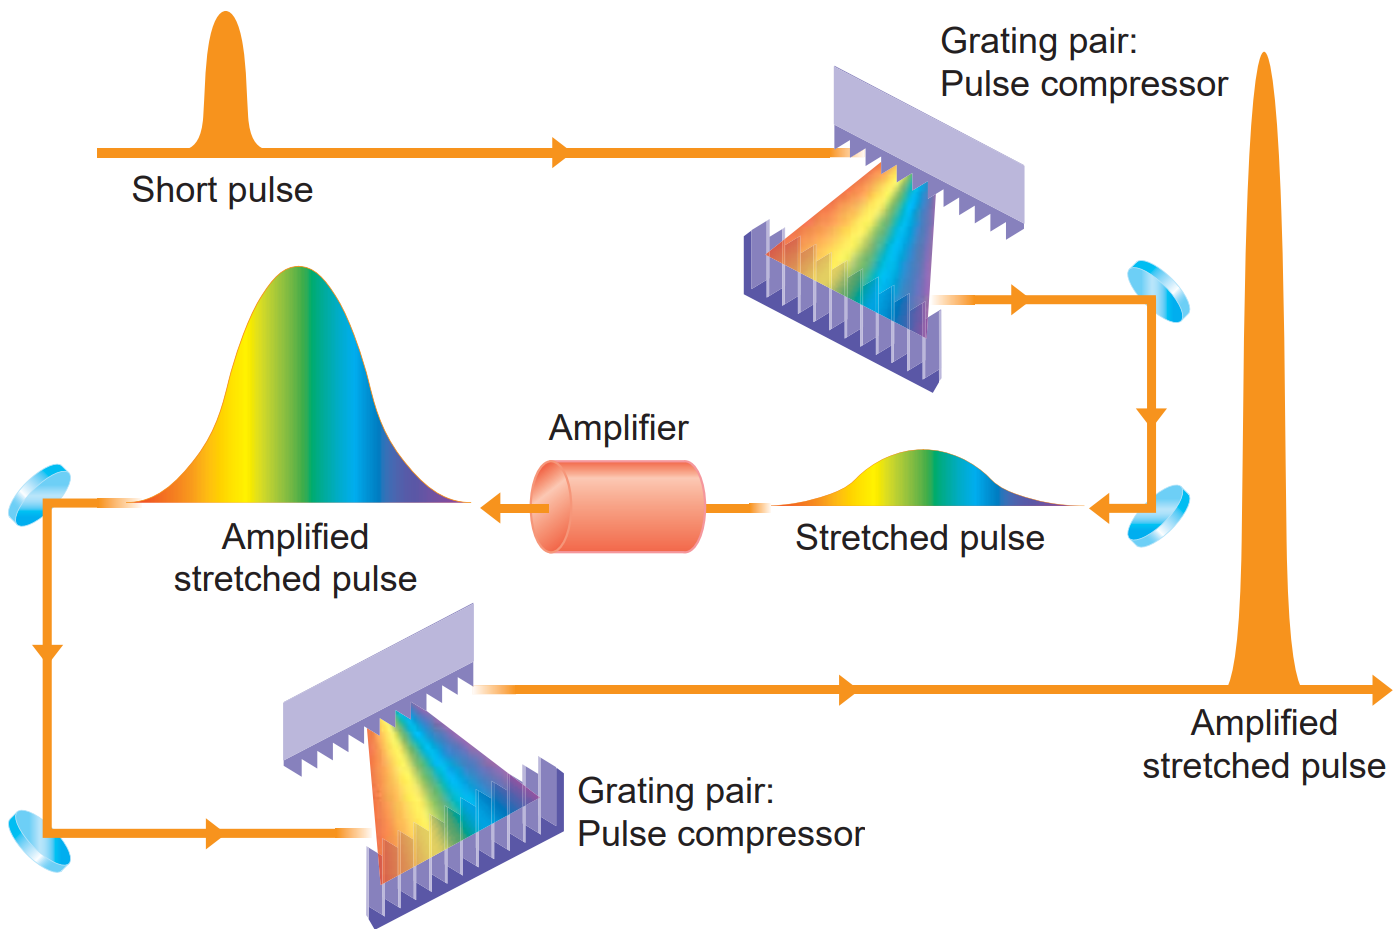 Grating pair:
Pulse compressor
Short pulse
Amplifier
Stretched pulse
Amplified
stretched pulse
Grating pair:
Pulse compressor
Amplified
stretched pulse